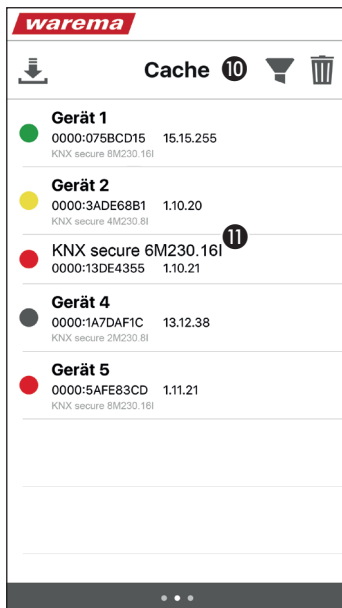 warema
Cache 10
Gerät 1
0000:075BCD15 15.15.255
KNX secure 8M230.16I
Gerät 2
0000:3ADE68B1 1.10.20
KNX secure 4M230.8I
KNX secure 6M230.16I 11
0000:13DE4355 1.10.21
Gerät 4
0000:1A7DAF1C 13.12.38
KNX secure 2M230.8I
Gerät 5
0000:5AFE83CD 1.11.21
KNX secure 8M230.16I